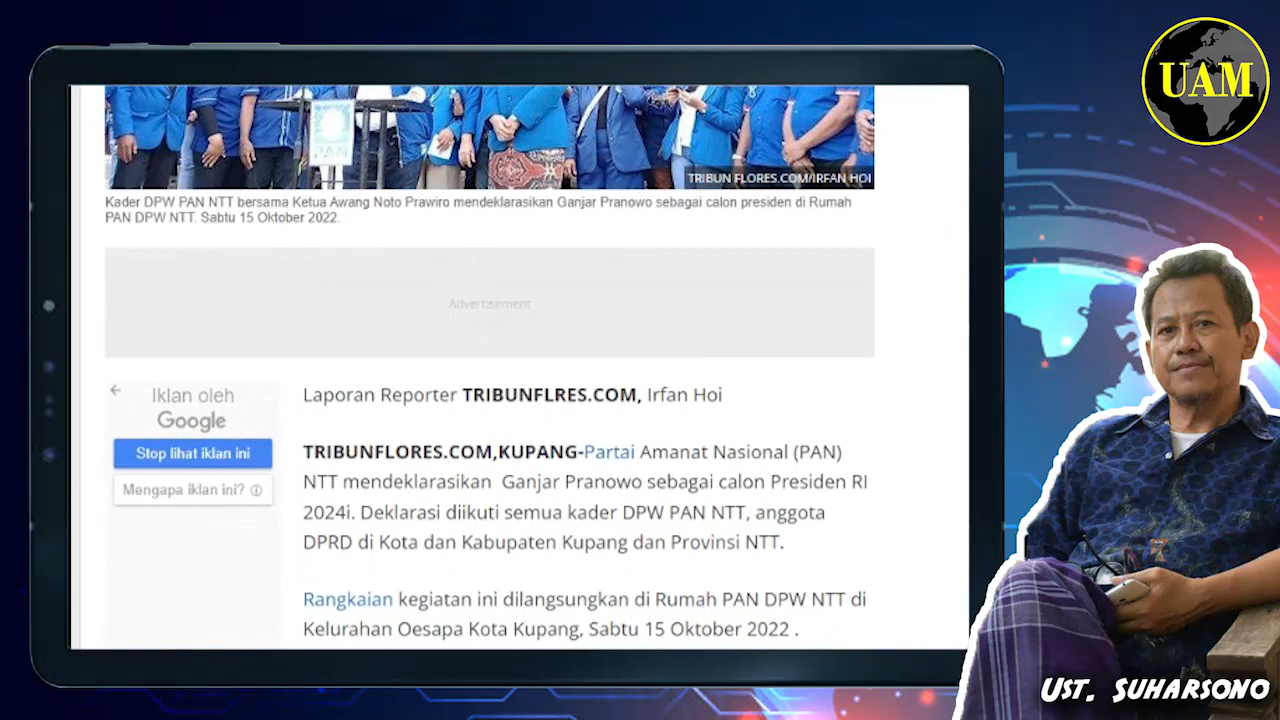 UAM
PAN
TRIBUN FLORES.COM/IRFAN HOI
Kader DPW PAN NTT bersama Ketua Awang Noto Prawiro mendeklarasikan Ganjar Pranowo sebagai calon presiden di Rumah
PAN DPW NTT. Sabtu 15 Oktober 2022.
Advertisement
Iklan oleh
Google
Stop lihat iklan ini
Mengapa iklan ini?
Laporan Reporter TRIBUNFLRES.COM, Irfan Hoi
TRIBUNFLORES.COM,KUPANG-Partai Amanat Nasional (PAN)
NTT mendeklarasikan Ganjar Pranowo sebagai calon Presiden RI
2024i. Deklarasi diikuti semua kader DPW PAN NTT, anggota
DPRD di Kota dan Kabupaten Kupang dan Provinsi NTT.
Rangkaian kegiatan ini dilangsungkan di Rumah PAN DPW NTT di
Kelurahan Oesapa Kota Kupang, Sabtu 15 Oktober 2022 .
UST. SUHARSONO